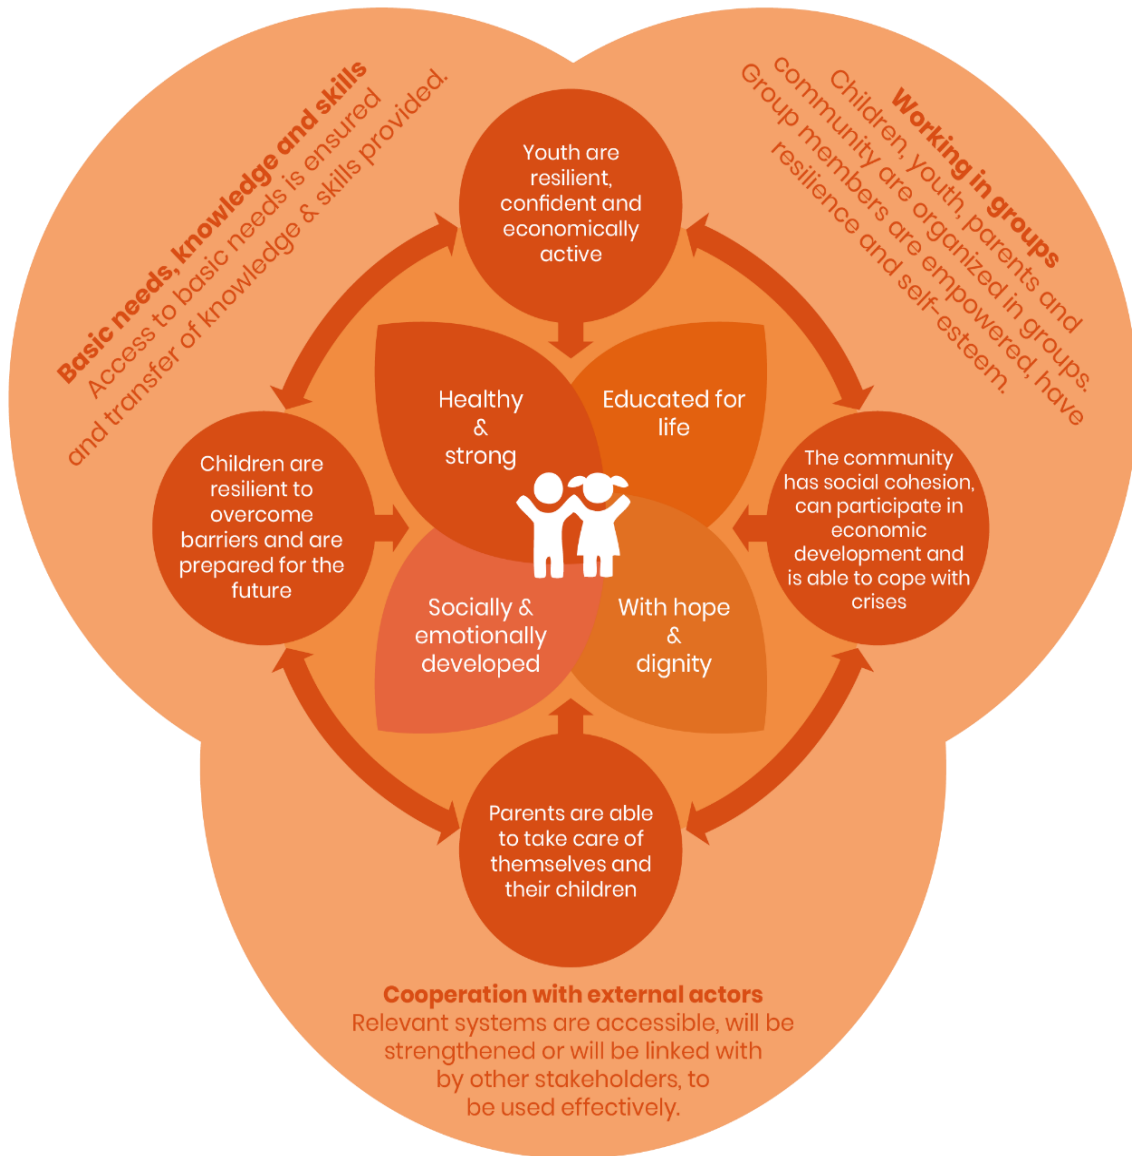 Basic needs, knowledge and skills
Access to basic needs is ensured
and transfer of knowledge & skills provided.
Working in groups
Children, youth, parents and
community are organized in groups.
Group members are empowered, have
resilience and self-esteem.
Youth are
resilient,
confident and
economically
active
Healthy
&
strong
Educated for
life
Children are
resilient to
overcome
barriers and are
prepared for the
future
The community
has social cohesion,
can participate in
economic
development and
is able to cope with
crises
Socially &
emotionally
developed
With hope
&
dignity
Parents are able
to take care of
themselves and
their children
Cooperation with external actors
Relevant systems are accessible, will be
strengthened or will be linked with
by other stakeholders, to
be used effectively.